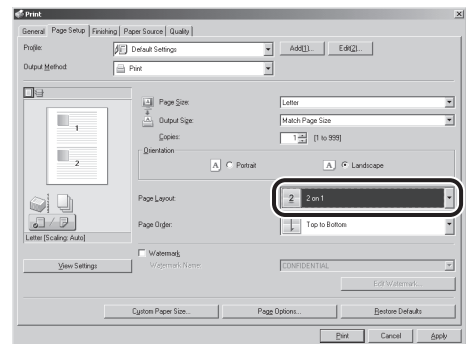 Print
General Page Setup Finishing Paper Source Quality
Profile: Default Settings Add[1]... Edit[2]...
Output Method: Print
Page Size: Letter
Output Size: Match Page Size
Copies: 1 [1 to 999]
Orientation
A Portrait A Landscape
1
2
Page Layout: 2 2 on 1
Page Order: Top to Bottom
Letter [Scaling: Auto]
Watermark
View Settings Watermark Name: CONFIDENTIAL
Edit Watermark...
Custom Paper Size... Page Options... Restore Defaults
Print Cancel Apply